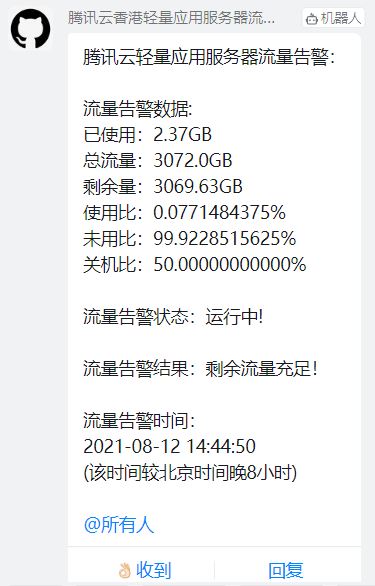 腾讯云香港轻量应用服务器流... 机器人
腾讯云轻量应用服务器流量告警：
流量告警数据:
已使用：2.37GB
总流量：3072.0GB
剩余量：3069.63GB
使用比：0.0771484375%
未用比：99.9228515625%
关机比：50.00000000000%
流量告警状态：运行中!
流量告警结果：剩余流量充足！
流量告警时间：
2021-08-12 14:44:50
(该时间较北京时间晚8小时)
@所有人
👌🏻收到 回复